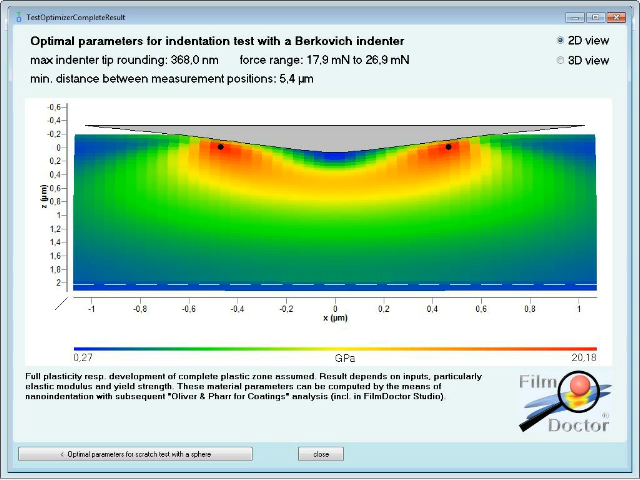 TestOptimizerCompleteResult
Optimal parameters for indentation test with a Berkovich indenter
max indenter tip rounding: 368,0 nm force range: 17,9 mN to 26,9 mN
min. distance between measurement positions: 5,4 µm
2D view
3D view
-0,6
-0,4
-0,2
0
0,2
0,4
0,6
0,8
1
1,2
1,4
1,6
1,8
2
z (µm)
-1 -0,8 -0,6 -0,4 -0,2 0 0,2 0,4 0,6 0,8 1
x (µm)
0,27 GPa 20,18
Full plasticity resp. development of complete plastic zone assumed. Result depends on inputs, particularly
elastic modulus and yield strength. These material parameters can be computed by the means of
nanoindentation with subsequent "Oliver & Pharr for Coatings" analysis (incl. in FilmDoctor Studio).
Film
Doctor ®
< Optimal parameters for scratch test with a sphere
close